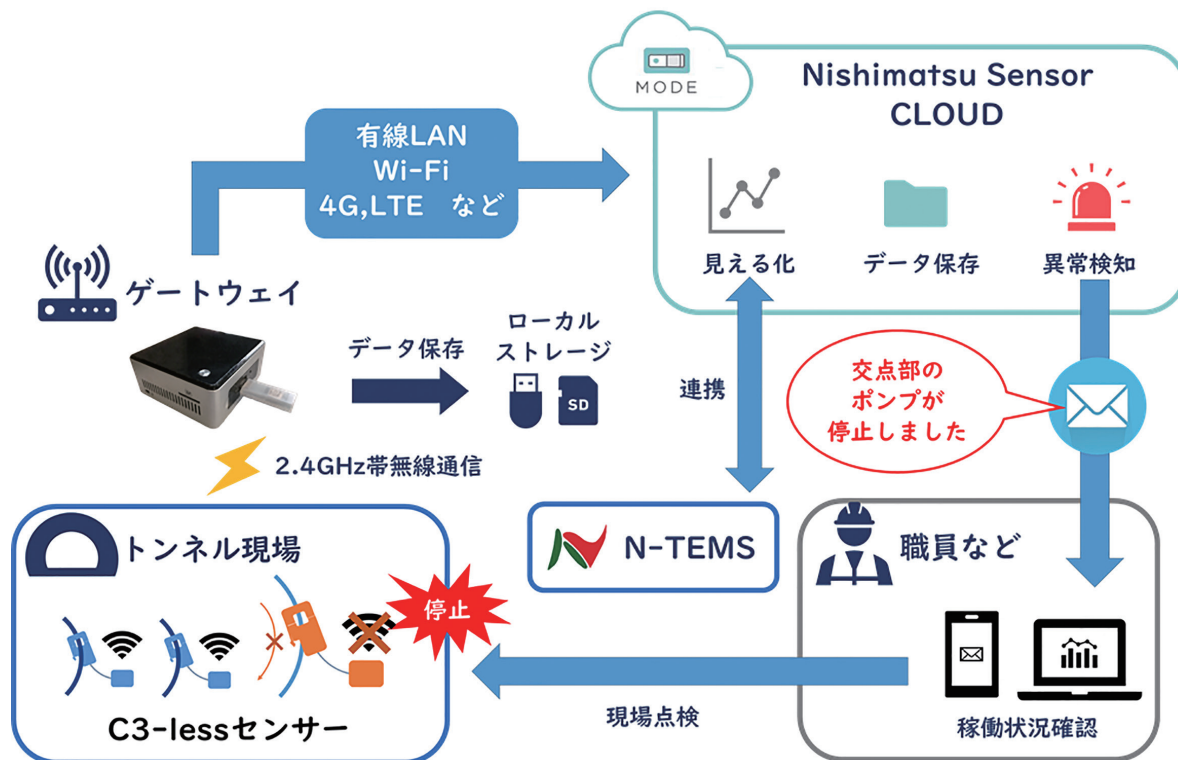 MODE
Nishimatsu Sensor
CLOUD
有線LAN
Wi-Fi
4G,LTE　など
見える化
データ保存
異常検知
ゲートウェイ
データ保存
ローカル
ストレージ
SD
連携
交点部の
ポンプが
停止しました
2.4GHz帯無線通信
トンネル現場
停止
C3-lessセンサー
N-TEMS
職員など
現場点検
稼働状況確認